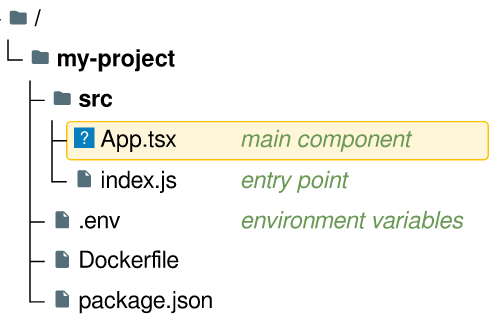 /
my-project
src
? App.tsx main component
index.js entry point
.env environment variables
Dockerfile
package.json